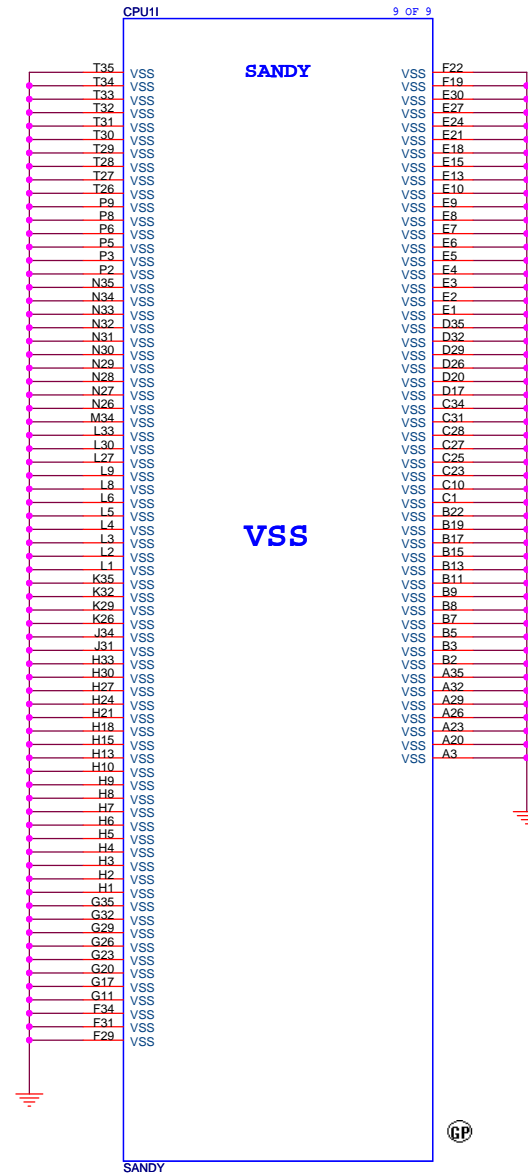 CPU1I 9 OF 9
SANDY
T35 VSS VSS F22
T34 VSS VSS F19
T33 VSS VSS E30
T32 VSS VSS E27
T31 VSS VSS E24
T30 VSS VSS E21
T29 VSS VSS E18
T28 VSS VSS E15
T27 VSS VSS E13
T26 VSS VSS E10
P9 VSS VSS E9
P8 VSS VSS E8
P6 VSS VSS E7
P5 VSS VSS E6
P3 VSS VSS E5
P2 VSS VSS E4
N35 VSS VSS E3
N34 VSS VSS E2
N33 VSS VSS E1
N32 VSS VSS D35
N31 VSS VSS D32
N30 VSS VSS D29
N29 VSS VSS D26
N28 VSS VSS D20
N27 VSS VSS D17
N26 VSS VSS C34
M34 VSS VSS C31
L33 VSS VSS C28
L30 VSS VSS C27
L27 VSS VSS C25
L9 VSS VSS C23
L8 VSS VSS C10
L6 VSS VSS C1
L5 VSS VSS B22
L4 VSS VSS B19
VSS
L3 VSS VSS B17
L2 VSS VSS B15
L1 VSS VSS B13
K35 VSS VSS B11
K32 VSS VSS B9
K29 VSS VSS B8
K26 VSS VSS B7
J34 VSS VSS B5
J31 VSS VSS B3
H33 VSS VSS B2
H30 VSS VSS A35
H27 VSS VSS A32
H24 VSS VSS A29
H21 VSS VSS A26
H18 VSS VSS A23
H15 VSS VSS A20
H13 VSS VSS A3
H10 VSS
H9 VSS
H8 VSS
H7 VSS
H6 VSS
H5 VSS
H4 VSS
H3 VSS
H2 VSS
H1 VSS
G35 VSS
G32 VSS
G29 VSS
G26 VSS
G23 VSS
G20 VSS
G17 VSS
G11 VSS
F34 VSS
F31 VSS
F29 VSS
GP
SANDY